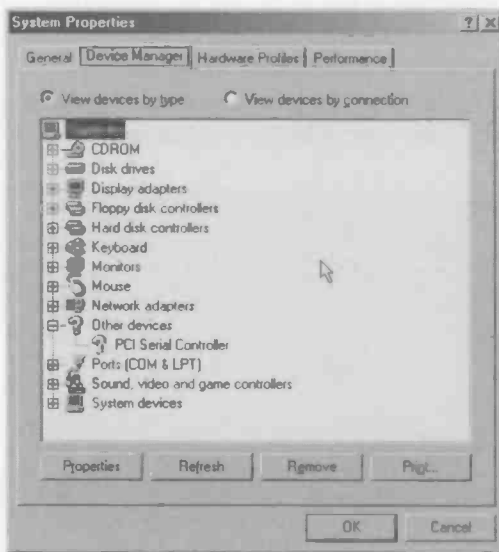 System Properties
General Device Manager Hardware Profiles Performance
View devices by type View devices by connection
CDROM
Disk drives
Display adapters
Floppy disk controllers
Hard disk controllers
Keyboard
Monitors
Mouse
Network adapters
Other devices
PCI Serial Controller
Ports (COM & LPT)
Sound, video and game controllers
System devices
Properties Refresh Remove Print...
OK Cancel